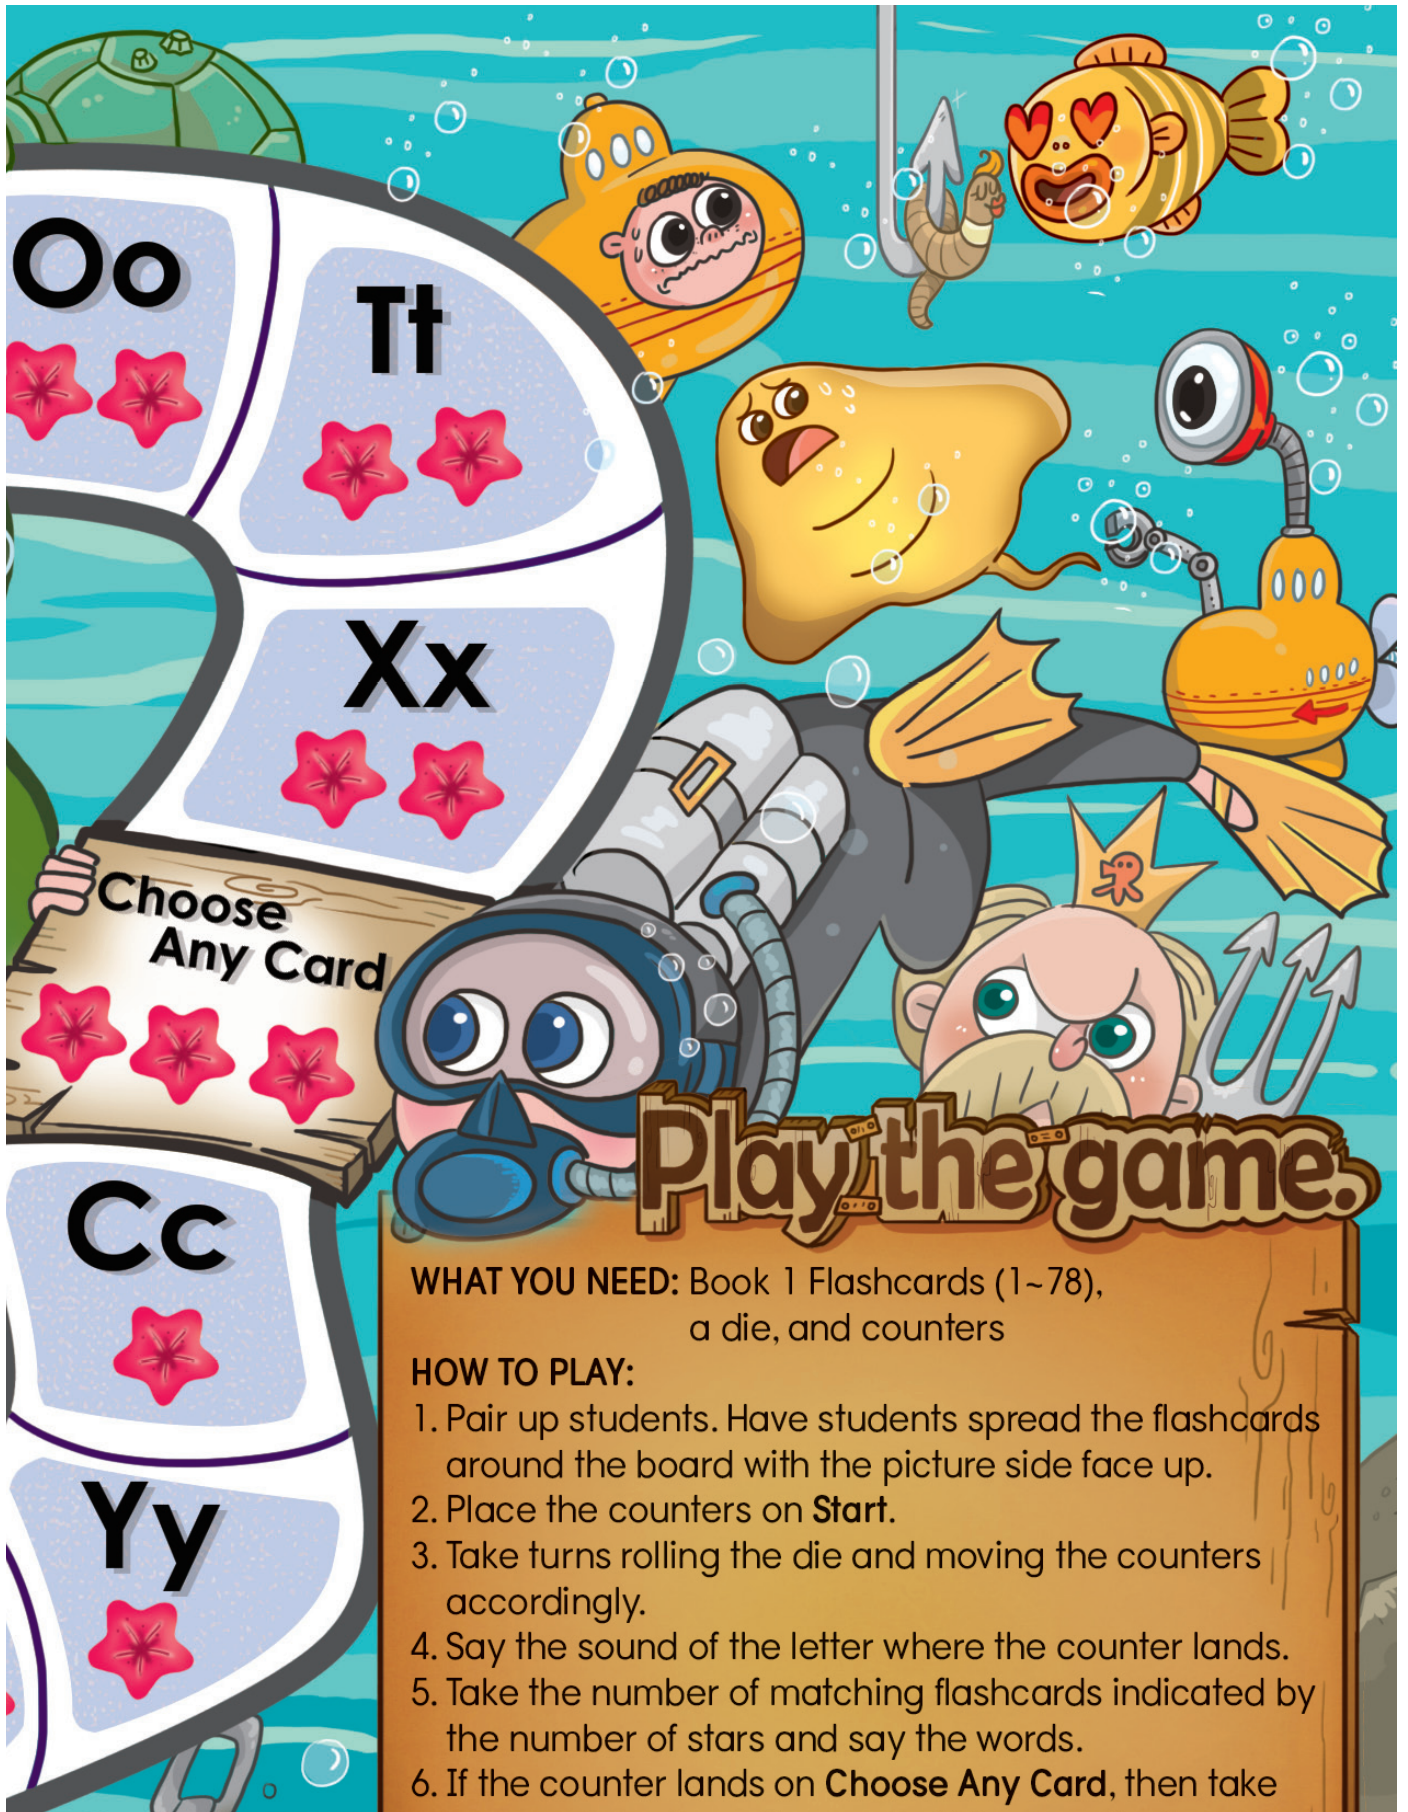 Oo
Tt
Xx
Choose
Any Card
Cc
Yy
Play the game.
WHAT YOU NEED: Book 1 Flashcards (1~78),
a die, and counters
HOW TO PLAY:
1. Pair up students. Have students spread the flashcards
around the board with the picture side face up.
2. Place the counters on Start.
3. Take turns rolling the die and moving the counters
accordingly.
4. Say the sound of the letter where the counter lands.
5. Take the number of matching flashcards indicated by
the number of stars and say the words.
6. If the counter lands on Choose Any Card, then take